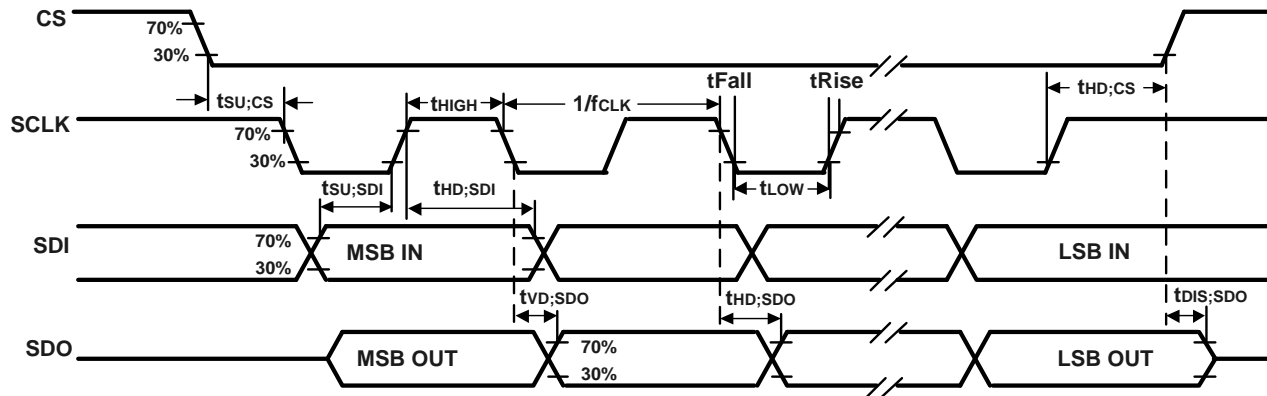 CS
70%
30%
tFall
tRise
tSU;CS
tHIGH
1/fCLK
tHD;CS
SCLK
70%
30%
tSU;SDI
tHD;SDI
tLOW
SDI
70%
30%
MSB IN
LSB IN
tVD;SDO
tHD;SDO
tDIS;SDO
SDO
MSB OUT
70%
30%
LSB OUT